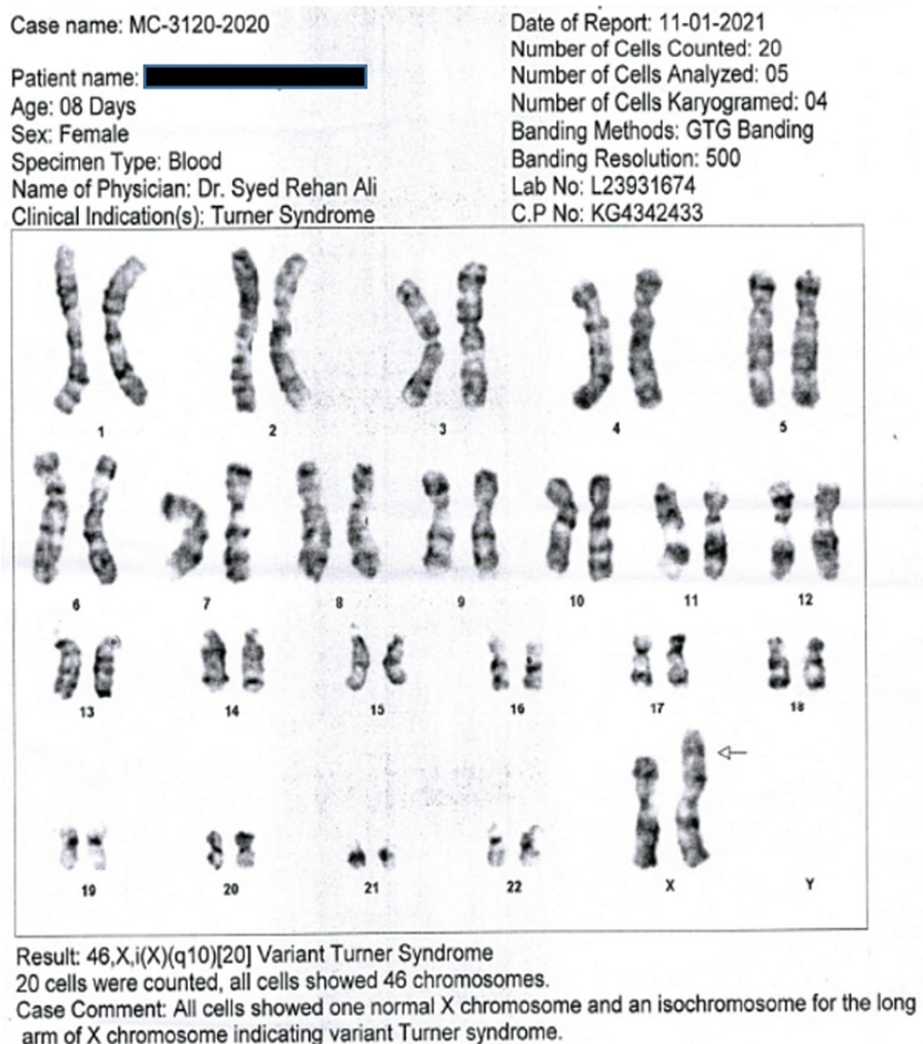 Case name: MC-3120-2020
Patient name:
Age: 08 Days
Sex: Female
Specimen Type: Blood
Name of Physician: Dr. Syed Rehan Ali
Clinical Indication(s): Turner Syndrome
Date of Report: 11-01-2021
Number of Cells Counted: 20
Number of Cells Analyzed: 05
Number of Cells Karyogramed: 04
Banding Methods: GTG Banding
Banding Resolution: 500
Lab No: L23931674
C.P No: KG4342433
1 2 3 4 5
6 7 8 9 10 11 12
13 14 15 16 17 18
19 20 21 22 X Y
Result: 46,X,i(X)(q10)[20] Variant Turner Syndrome
20 cells were counted, all cells showed 46 chromosomes.
Case Comment: All cells showed one normal X chromosome and an isochromosome for the long
arm of X chromosome indicating variant Turner syndrome.